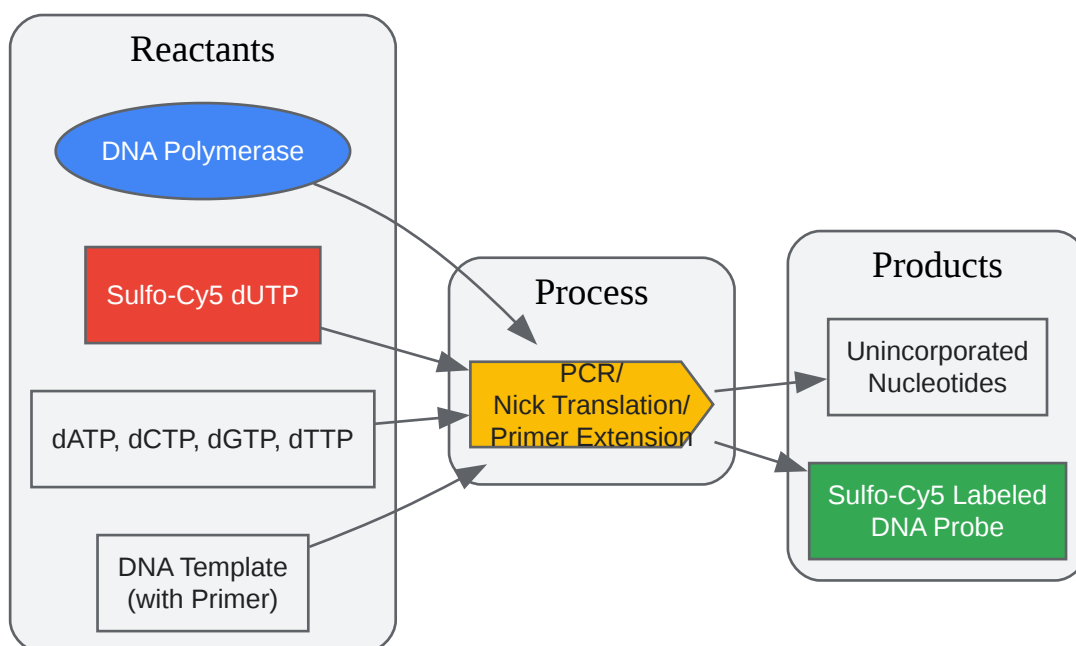 Reactants
DNA Polymerase
Sulfo-Cy5 dUTP
dATP, dCTP, dGTP, dTTP
DNA Template
(with Primer)
Process
PCR/
Nick Translation/
Primer Extension
Products
Unincorporated
Nucleotides
Sulfo-Cy5 Labeled
DNA Probe